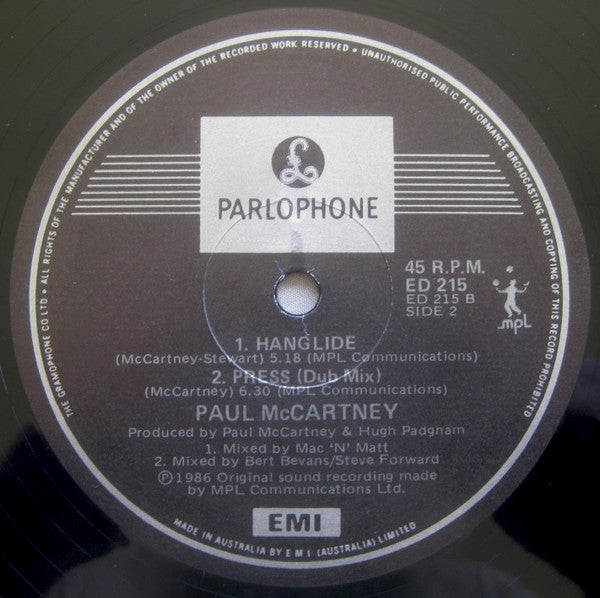 THE GRAMOPHONE CO LTD • ALL RIGHTS OF THE MANUFACTURER AND OF THE OWNER OF THE RECORDED WORK RESERVED • UNAUTHORISED PUBLIC PERFORMANCE BROADCASTING AND COPYING OF THIS RECORD PROHIBITED
£
PARLOPHONE
45 R.P.M.
ED 215
ED 215 B
SIDE 2
mpl
1. HANGLIDE
(McCartney-Stewart) 5.18 (MPL Communications)
2. PRESS (Dub Mix)
(McCartney) 6.30 (MPL Communications)
PAUL McCARTNEY
Produced by Paul McCartney & Hugh Padgham
1. Mixed by Mac 'N' Matt
2. Mixed by Bert Bevans/Steve Forward
Ⓟ1986 Original sound recording made
by MPL Communications Ltd.
EMI
MADE IN AUSTRALIA BY E M I (AUSTRALIA) LIMITED